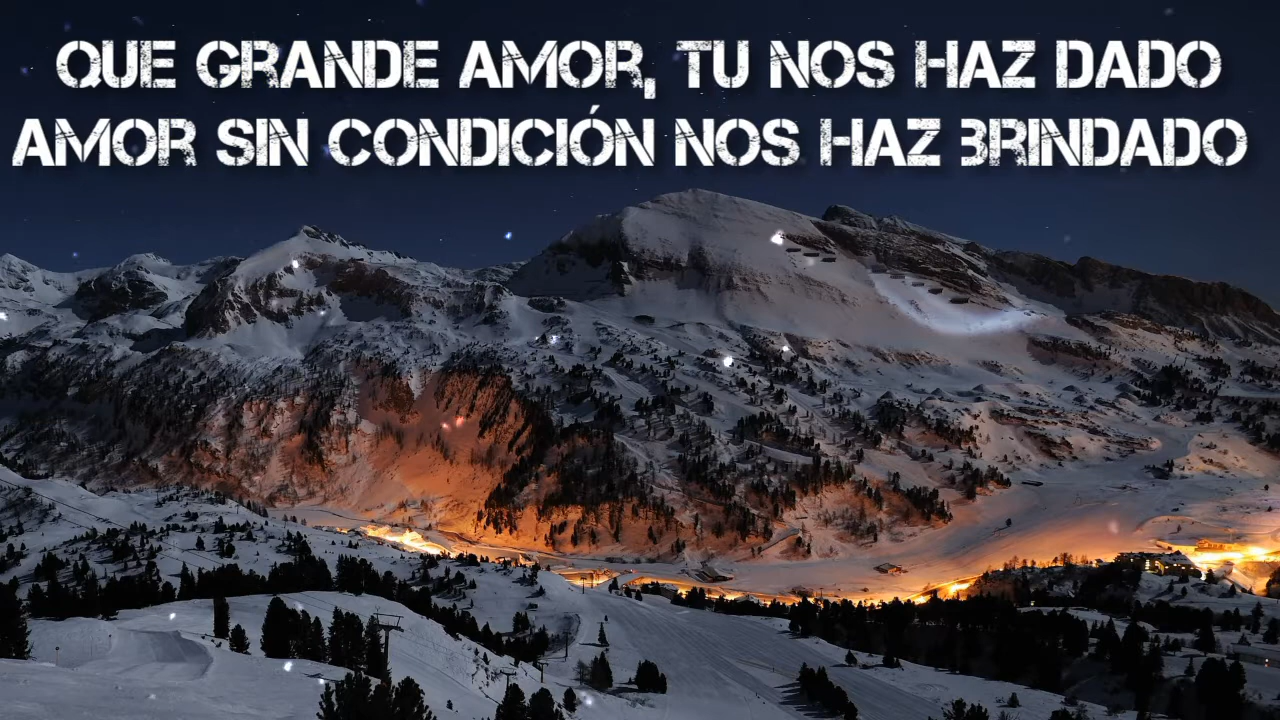 QUE GRANDE AMOR, TU NOS HAZ DADO
AMOR SIN CONDICIÓN NOS HAZ BRINDADO